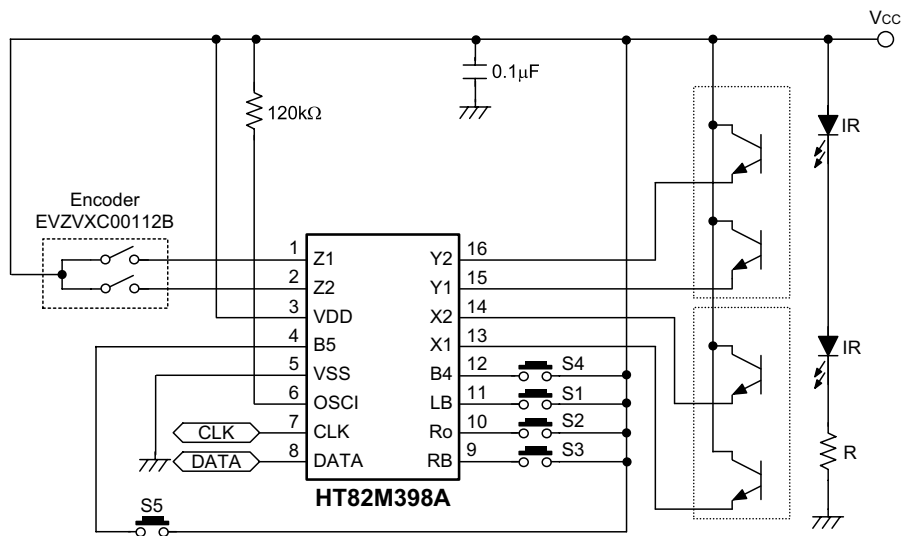 Vcc
0.1µF
120kΩ
IR
Encoder
EVZVXC00112B
1 Z1 Y2 16
2 Z2 Y1 15
3 VDD X2 14
4 B5 X1 13
5 VSS B4 12 S4
6 OSCI LB 11 S1
7 CLK Ro 10 S2
8 DATA RB 9 S3
CLK
DATA
IR
R
HT82M398A
S5